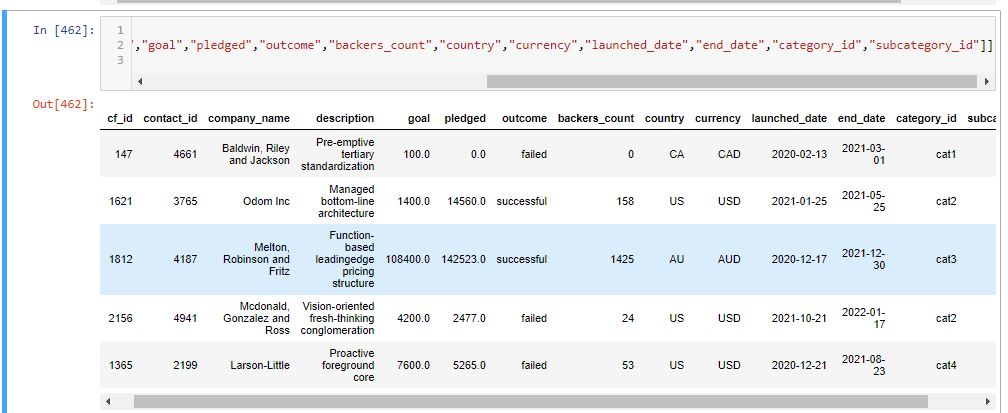 In [462]:
1
2 ,"goal","pledged","outcome","backers_count","country","currency","launched_date","end_date","category_id","subcategory_id"]]
3
Out[462]:
cf_id contact_id company_name description goal pledged outcome backers_count country currency launched_date end_date category_id subca
147 4661 Baldwin, Riley and Jackson Pre-emptive tertiary standardization 100.0 0.0 failed 0 CA CAD 2020-02-13 2021-03-01 cat1
1621 3765 Odom Inc Managed bottom-line architecture 1400.0 14560.0 successful 158 US USD 2021-01-25 2021-05-25 cat2
1812 4187 Melton, Robinson and Fritz Function-based leadingedge pricing structure 108400.0 142523.0 successful 1425 AU AUD 2020-12-17 2021-12-30 cat3
2156 4941 Mcdonald, Gonzalez and Ross Vision-oriented fresh-thinking conglomeration 4200.0 2477.0 failed 24 US USD 2021-10-21 2022-01-17 cat2
1365 2199 Larson-Little Proactive foreground core 7600.0 5265.0 failed 53 US USD 2020-12-21 2021-08-23 cat4